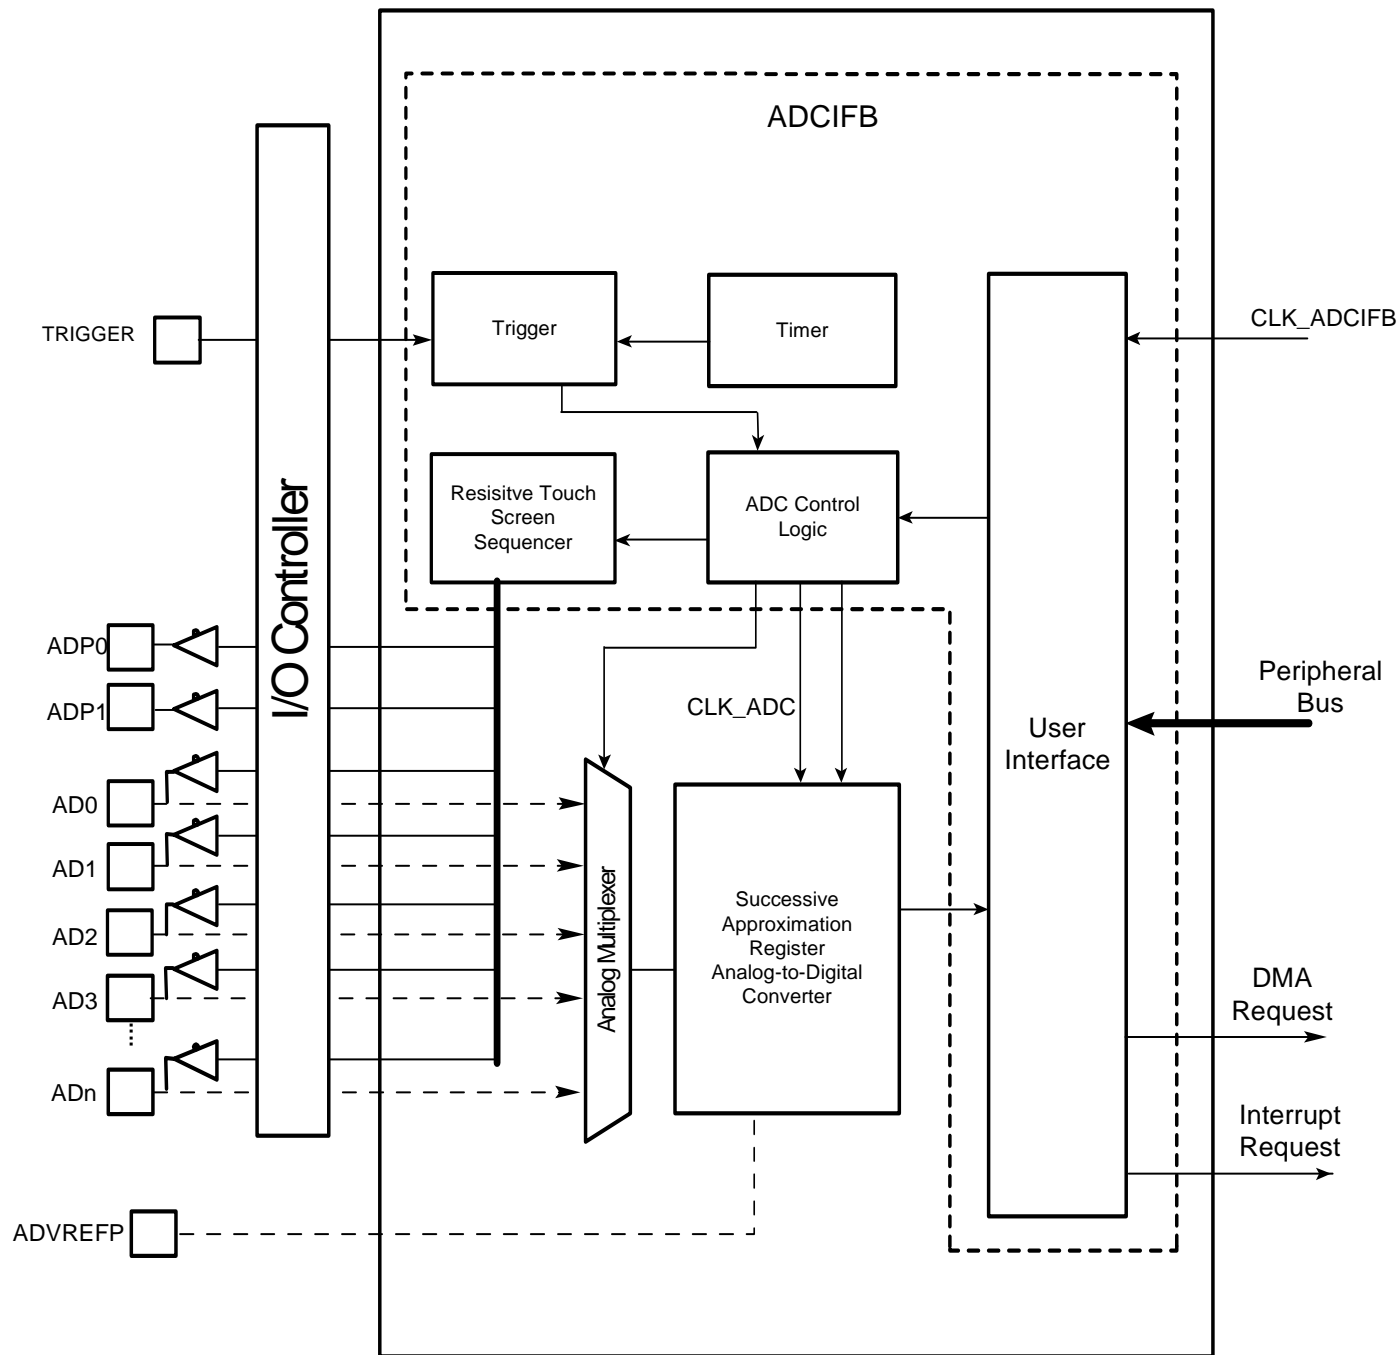 ADCIFB
TRIGGER
Trigger
Timer
CLK_ADCIFB
I/O Controller
Resisitve Touch
Screen
Sequencer
ADC Control
Logic
ADP0
ADP1
CLK_ADC
Peripheral
Bus
User
Interface
AD0
AD1
AD2
AD3
ADn
Analog Multiplexer
Successive
Approximation
Register
Analog-to-Digital
Converter
DMA
Request
Interrupt
Request
ADVREFP